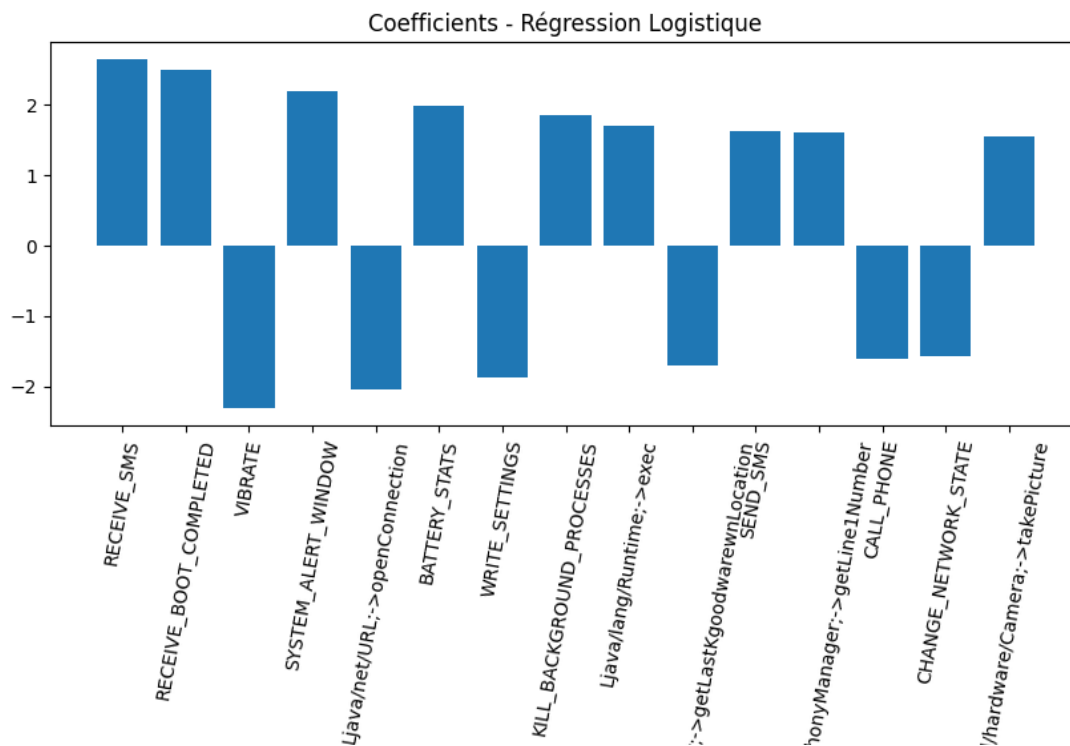 Coefficients - Régression Logistique
2
1
0
−1
−2
RECEIVE_SMS
RECEIVE_BOOT_COMPLETED
VIBRATE
SYSTEM_ALERT_WINDOW
Ljava/net/URL;->openConnection
BATTERY_STATS
WRITE_SETTINGS
KILL_BACKGROUND_PROCESSES
Ljava/lang/Runtime;->exec
;->getLastKgoodwarewnLocation
SEND_SMS
honyManager;->getLine1Number
CALL_PHONE
CHANGE_NETWORK_STATE
/hardware/Camera;->takePicture